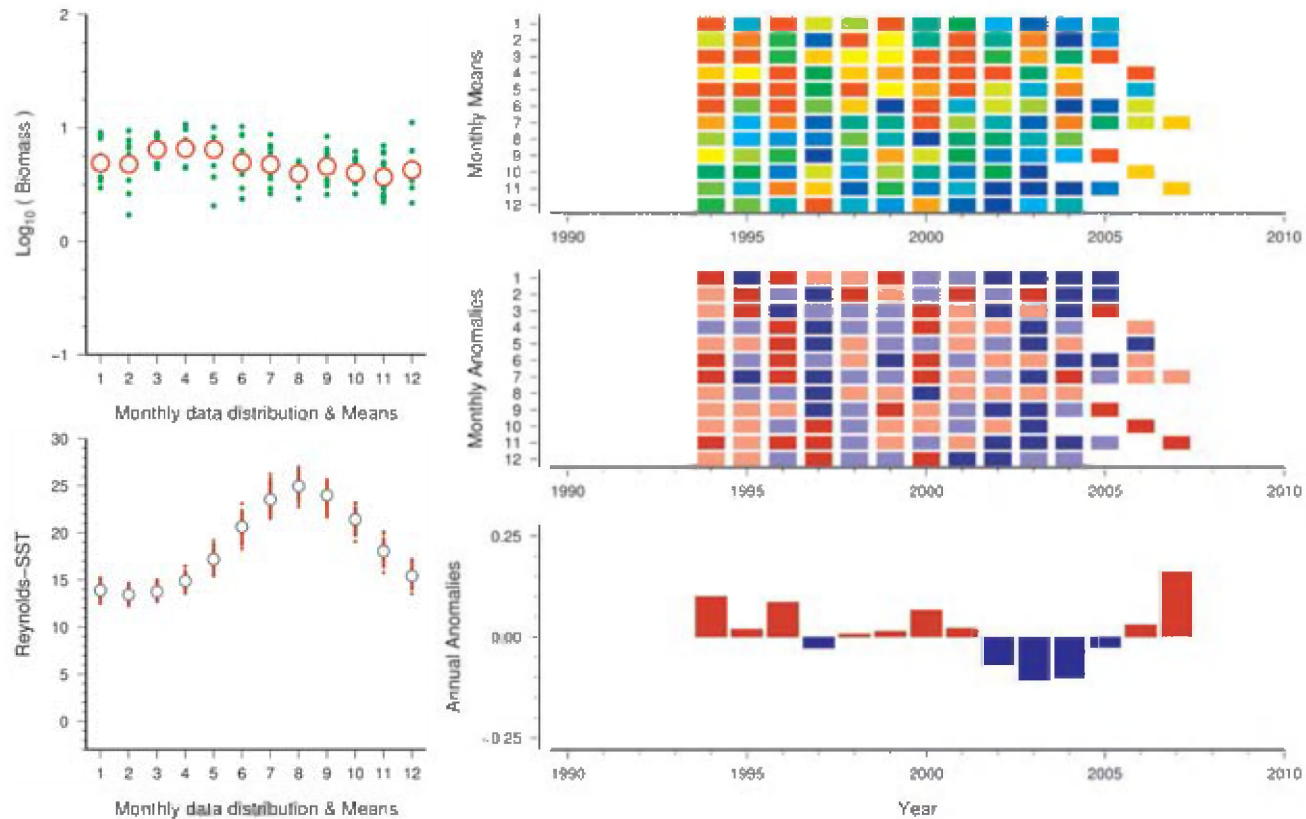 2
1
0
−1
Log10 ( Biomass )
1 2 3 4 5 6 7 8 9 10 11 12
Monthly data distribution & Means
30
25
20
15
10
5
0
Reynolds−SST
1 2 3 4 5 6 7 8 9 10 11 12
Monthly data distribution & Means
Monthly Means
1
2
3
4
5
6
7
8
9
10
11
12
1990 1995 2000 2005 2010
Monthly Anomallies
1
2
3
4
5
6
7
8
9
10
11
12
1990 1995 2000 2005 2010
Annual Anomalies
0.25
0.00
-0.25
1990 1995 2000 2005 2010
Year